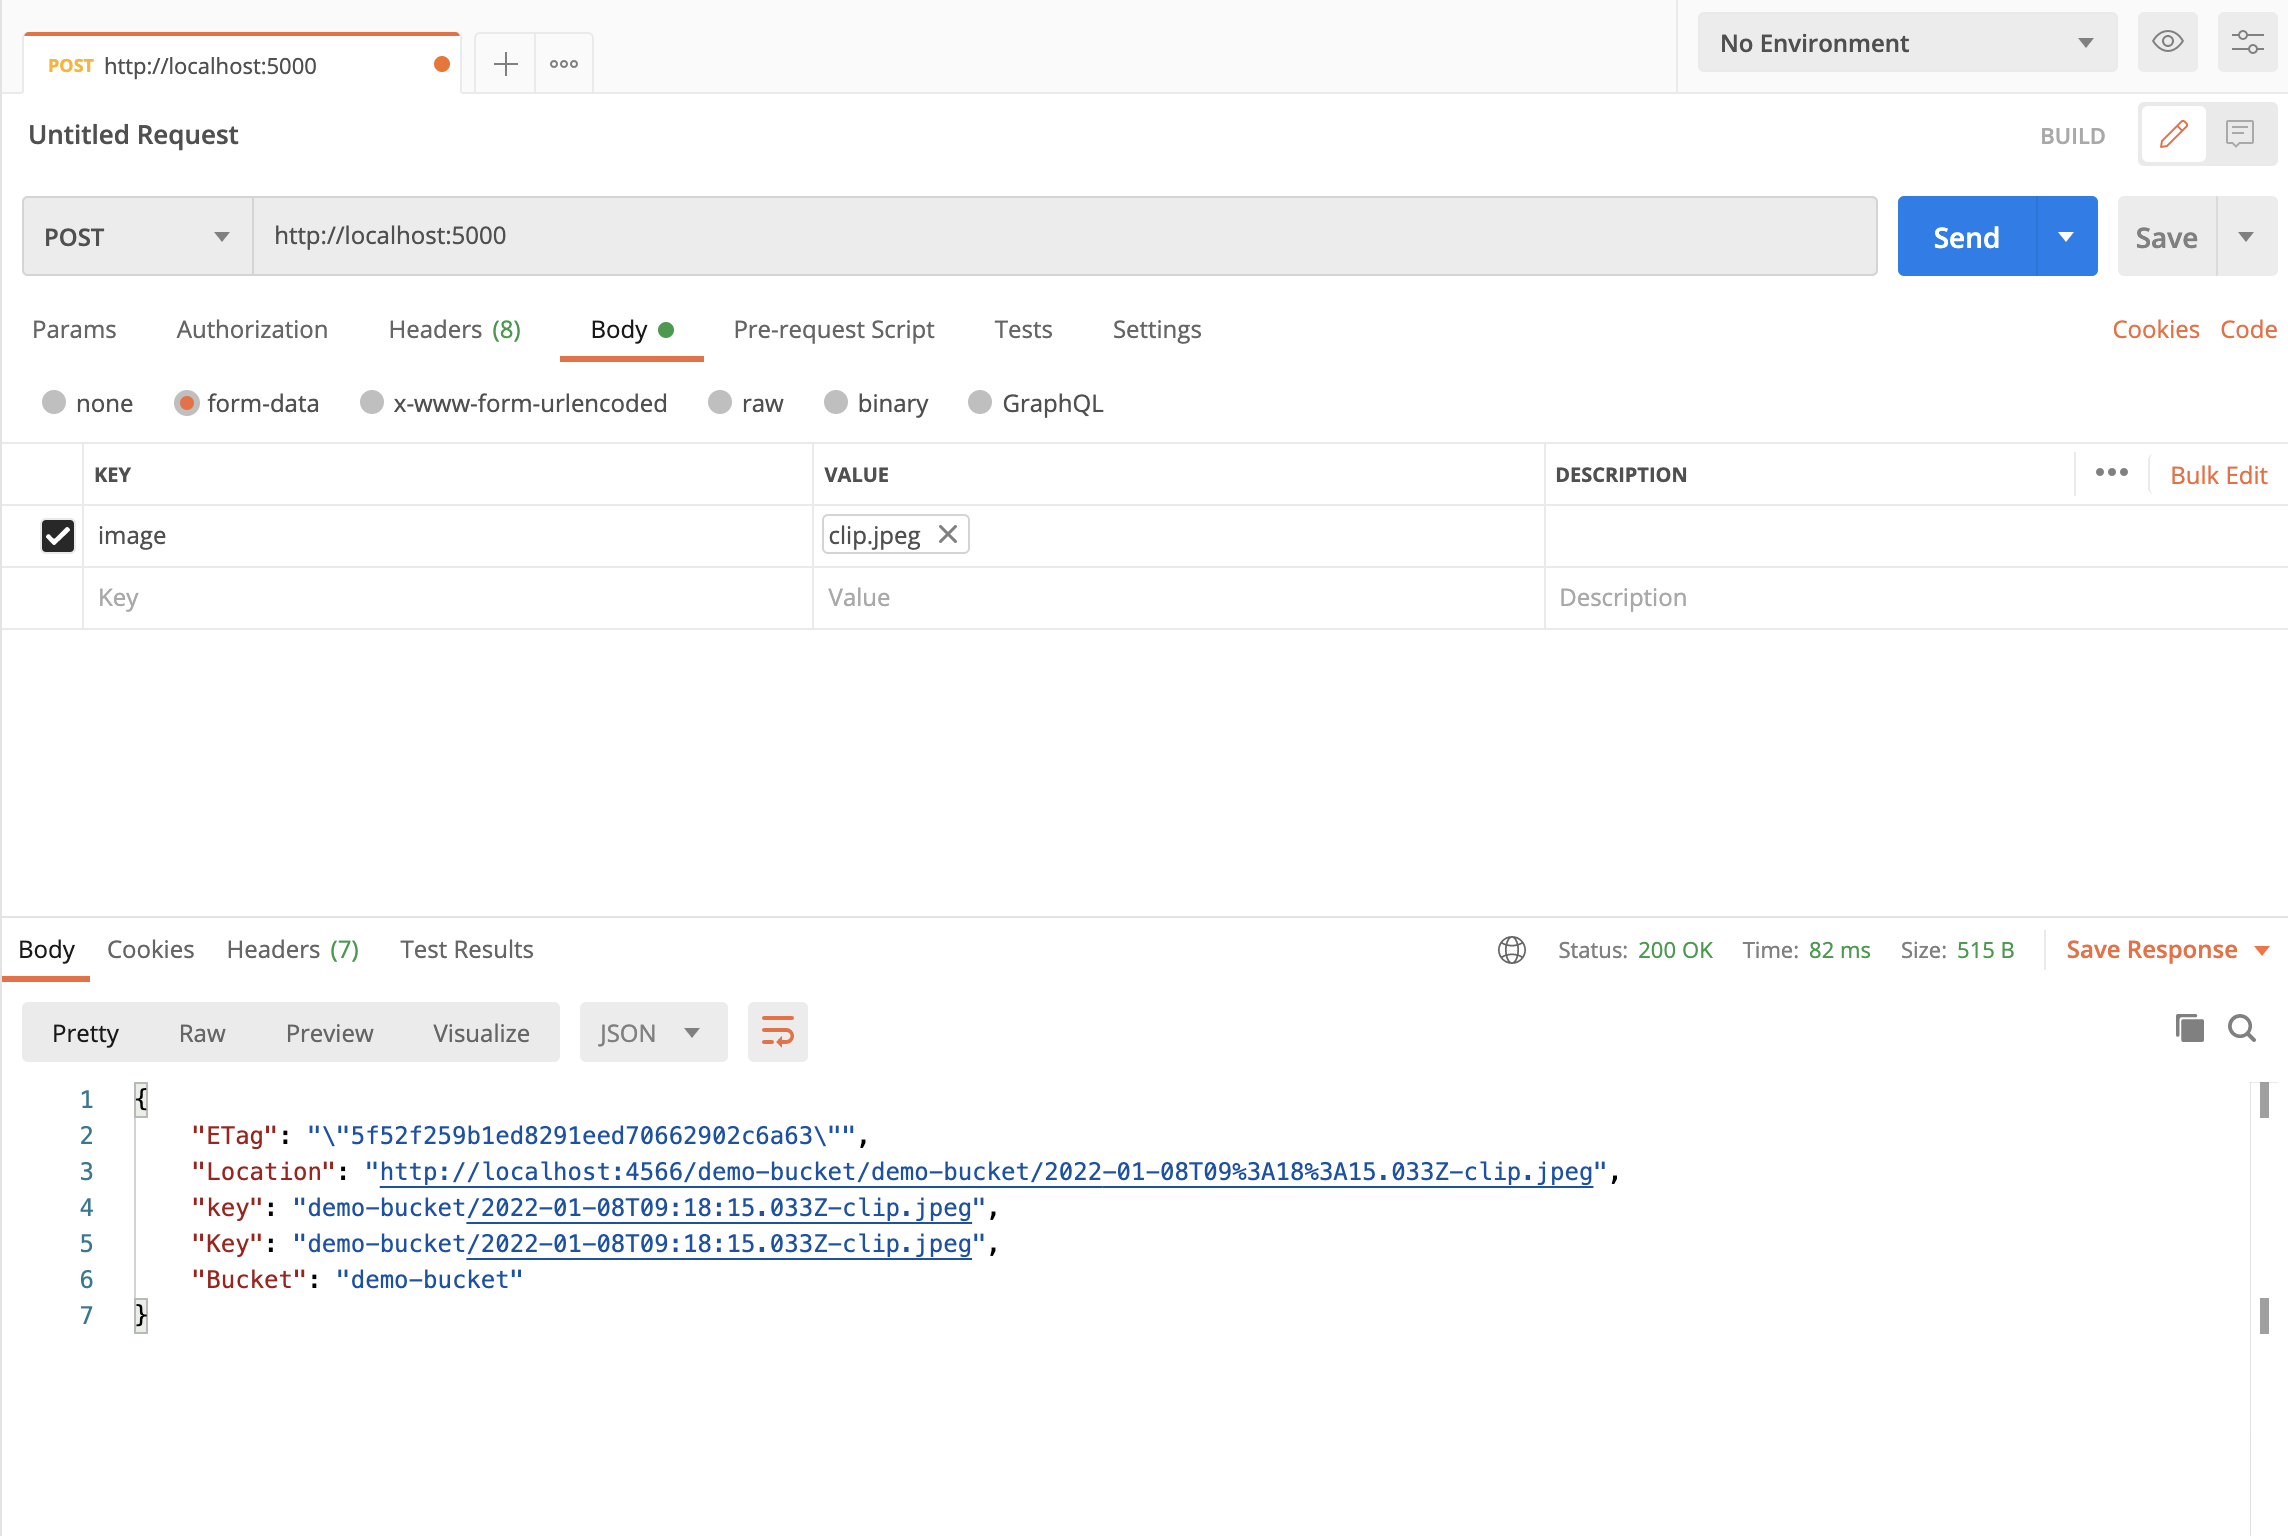 POST http://localhost:5000
No Environment
Untitled Request
BUILD
POST http://localhost:5000 Send Save
Params Authorization Headers (8) Body Pre-request Script Tests Settings Cookies Code
none form-data x-www-form-urlencoded raw binary GraphQL
KEY VALUE DESCRIPTION Bulk Edit
image clip.jpeg
Key Value Description
Body Cookies Headers (7) Test Results Status: 200 OK Time: 82 ms Size: 515 B Save Response
Pretty Raw Preview Visualize JSON
1 {
2 "ETag": "\"5f52f259b1ed8291eed70662902c6a63\"",
3 "Location": "http://localhost:4566/demo-bucket/demo-bucket/2022-01-08T09%3A18%3A15.033Z-clip.jpeg",
4 "key": "demo-bucket/2022-01-08T09:18:15.033Z-clip.jpeg",
5 "Key": "demo-bucket/2022-01-08T09:18:15.033Z-clip.jpeg",
6 "Bucket": "demo-bucket"
7 }